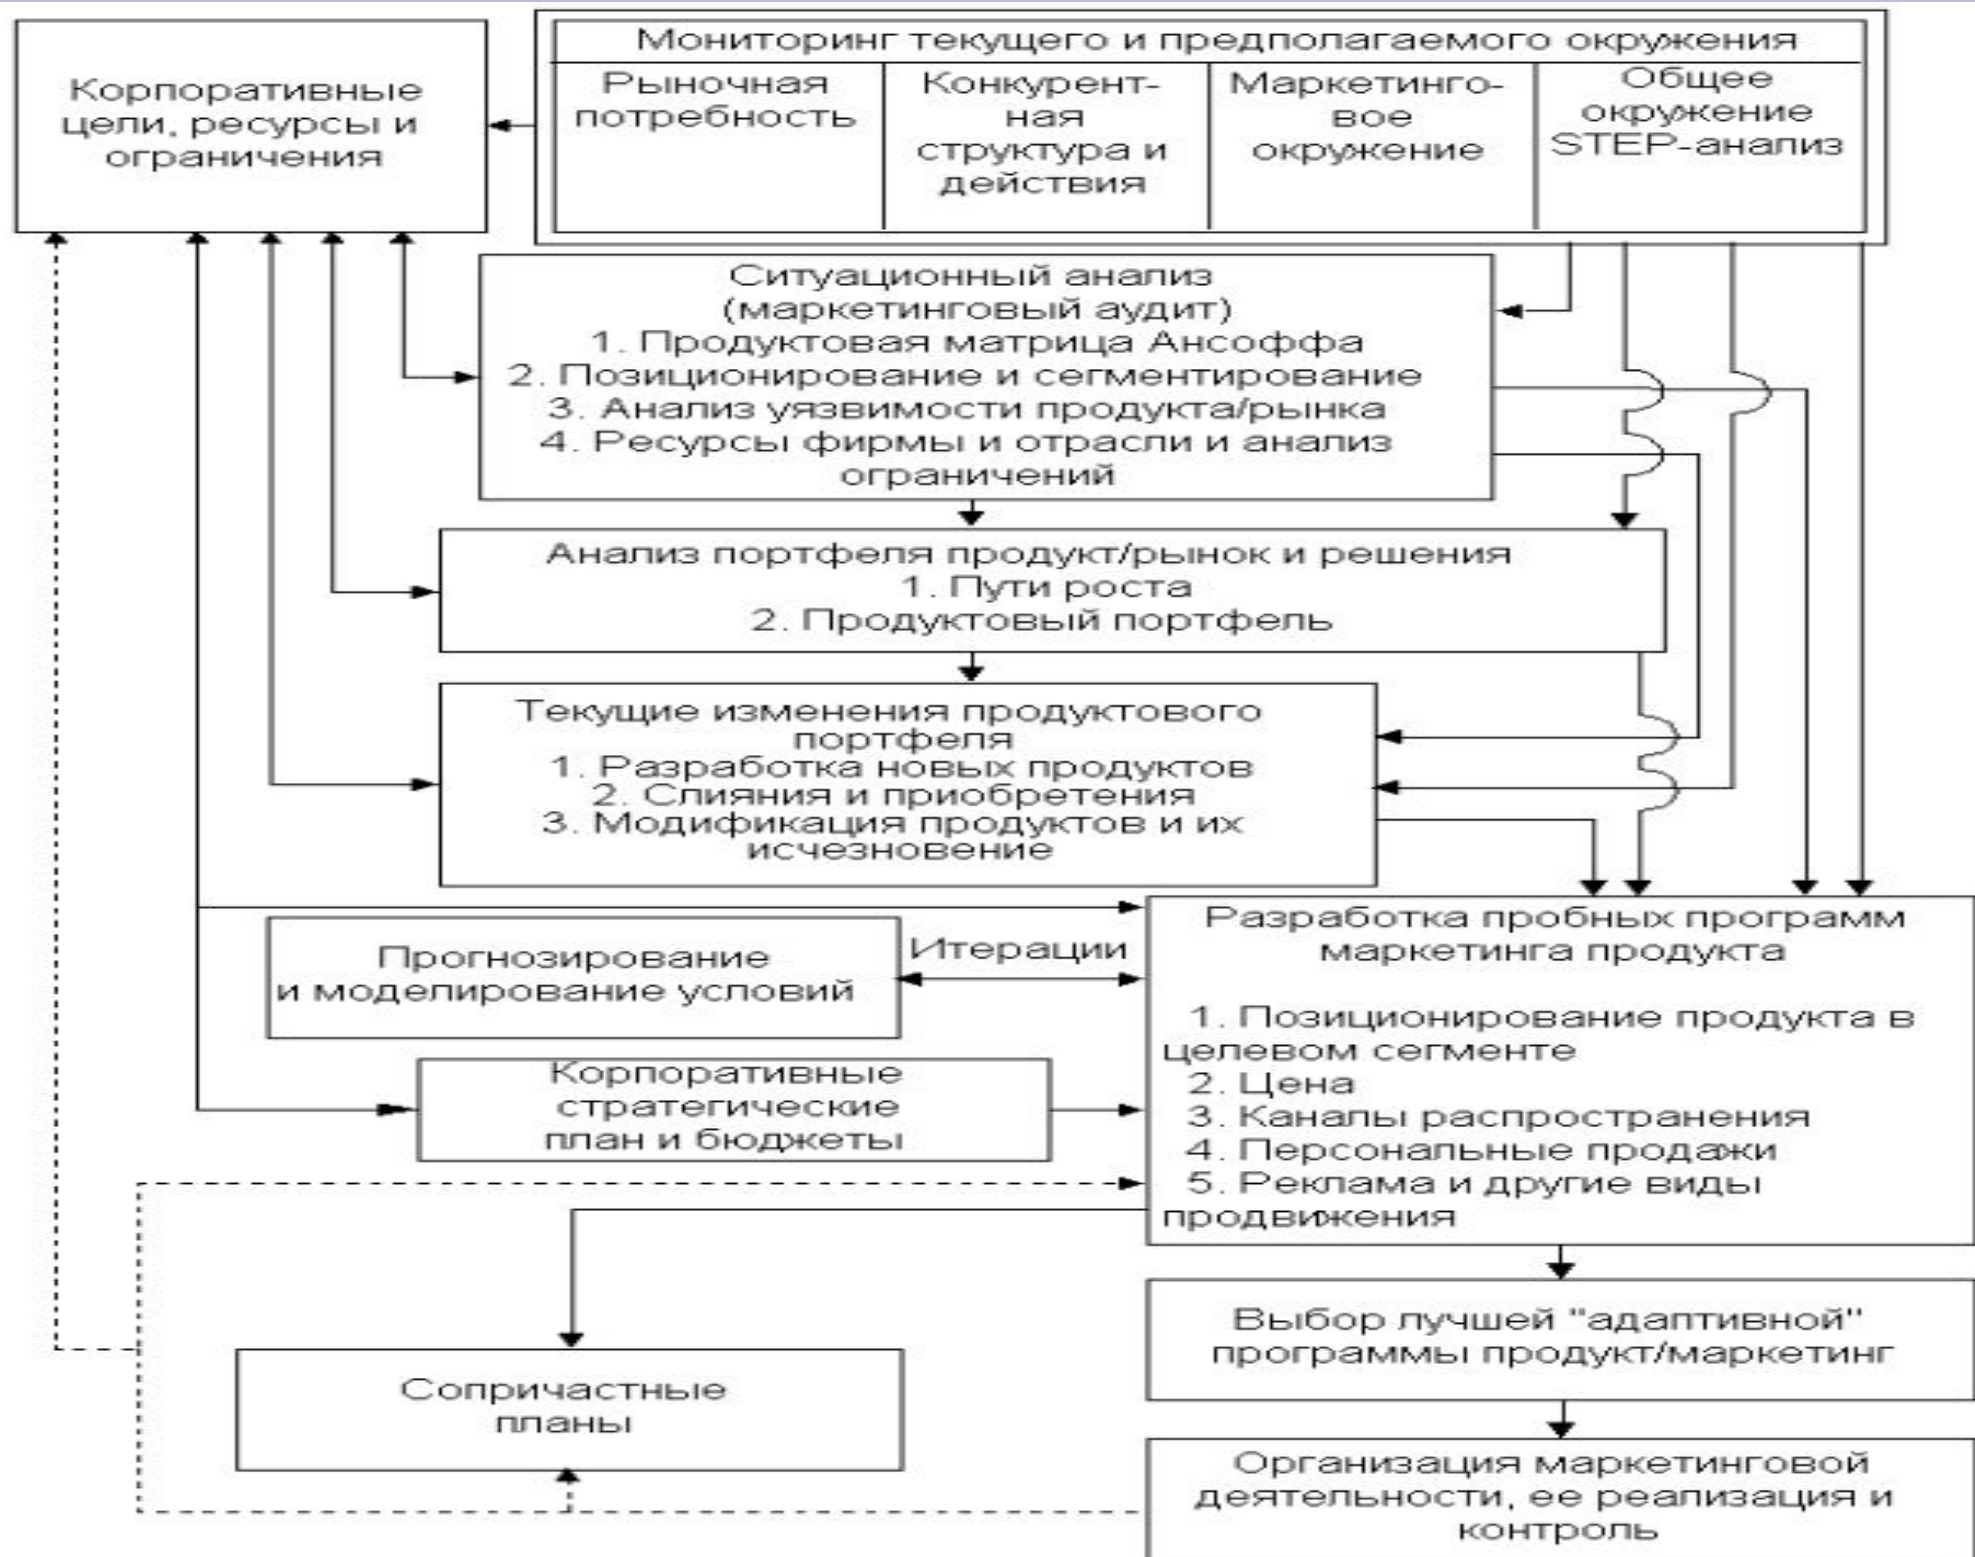 Корпоративные
цели, ресурсы и
ограничения
Мониторинг текущего и предполагаемого окружения
Рыночная
потребность
Конкурент-
ная
структура и
действия
Маркетинго-
вое
окружение
Общее
окружение
STEP-анализ
Ситуационный анализ
(маркетинговый аудит)
1. Продуктовая матрица Ансоффа
2. Позиционирование и сегментирование
3. Анализ уязвимости продукта/рынка
4. Ресурсы фирмы и отрасли и анализ
ограничений
Анализ портфеля продукт/рынок и решения
1. Пути роста
2. Продуктовый портфель
Текущие изменения продуктового
портфеля
1. Разработка новых продуктов
2. Слияния и приобретения
3. Модификация продуктов и их
исчезновение
Прогнозирование
и моделирование условий
Итерации
Корпоративные
стратегические
план и бюджеты
Разработка пробных программ
маркетинга продукта
1. Позиционирование продукта в
целевом сегменте
2. Цена
3. Каналы распространения
4. Персональные продажи
5. Реклама и другие виды
продвижения
Выбор лучшей "адаптивной"
программы продукт/маркетинг
Сопричастные
планы
Организация маркетинговой
деятельности, ее реализация и
контроль